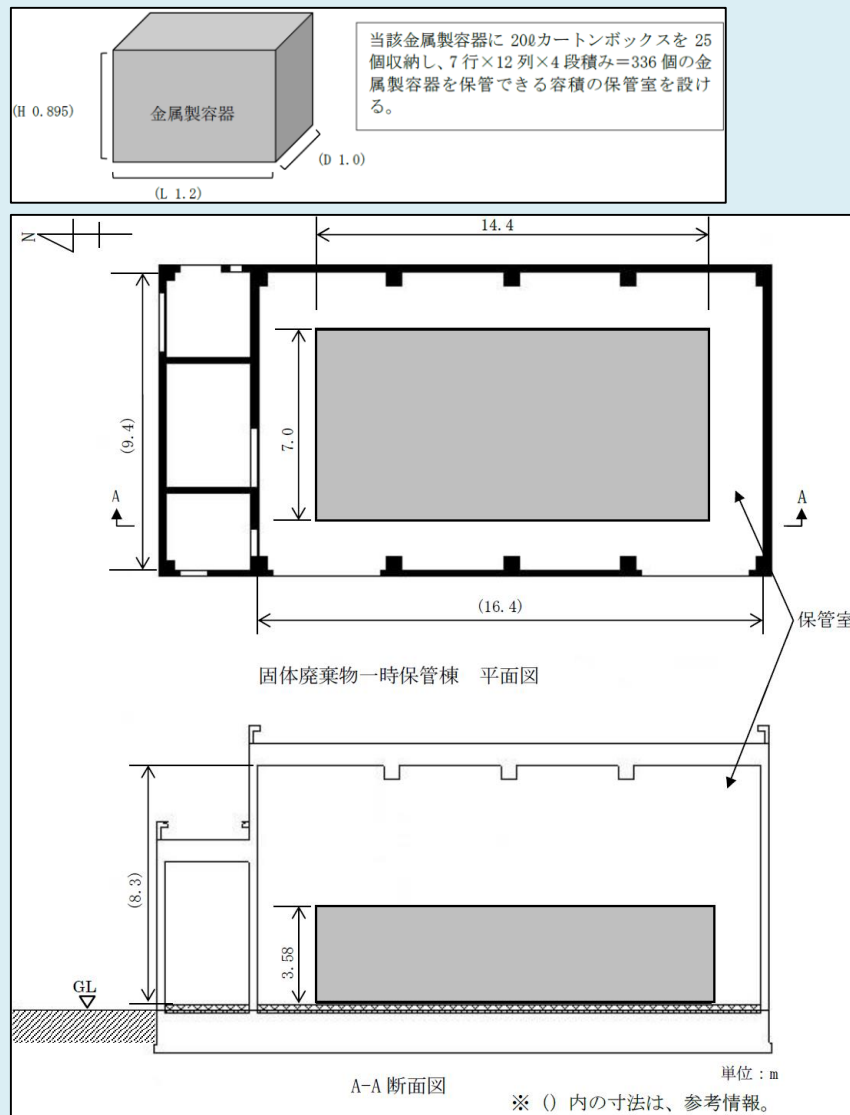 (H 0.895)
金属製容器
(D 1.0)
(L 1.2)
当該金属製容器に 20ℓカートンボックスを 25
個収納し、7 行×12 列×4 段積み＝336 個の金
属製容器を保管できる容積の保管室を設け
る。
N
14.4
(9.4)
7.0
A
A
(16.4)
保管室
固体廃棄物一時保管棟　平面図
(8.3)
3.58
GL
A-A 断面図
単位：m
※ () 内の寸法は、参考情報。